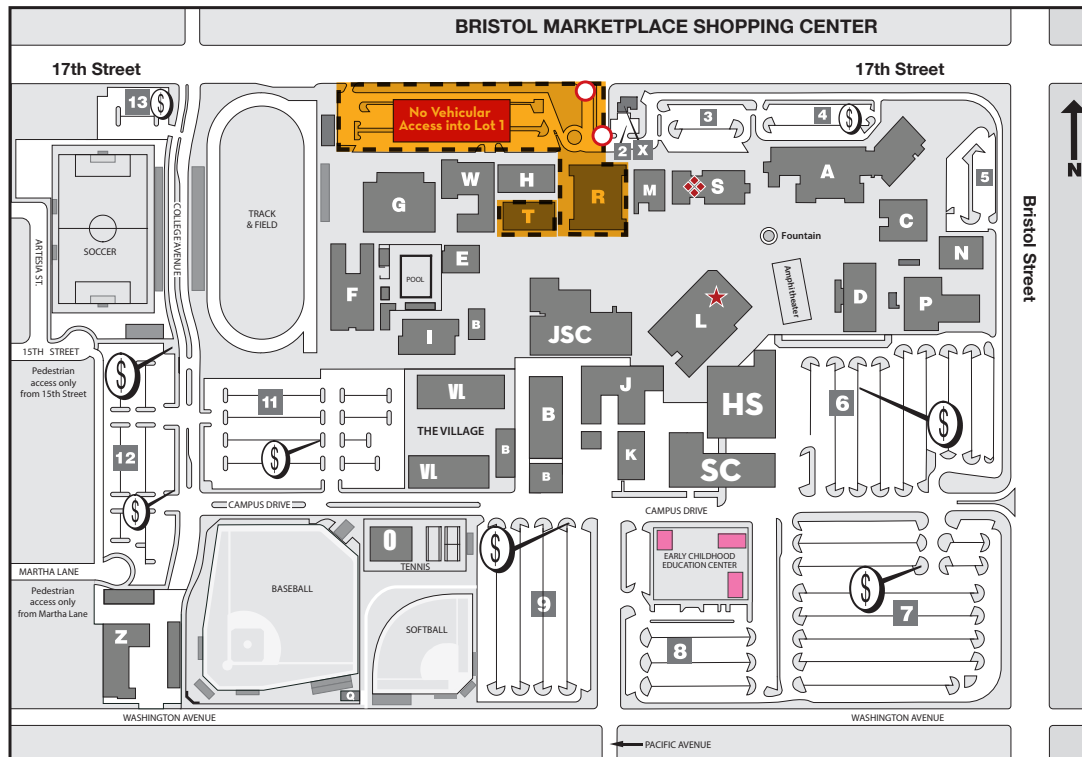 BRISTOL MARKETPLACE SHOPPING CENTER
17th Street
17th Street
13
$
No Vehicular
Access into Lot 1
2
X
3
4
$
5
N
SOCCER
ARTESIA ST.
COLLEGE AVENUE
TRACK
& FIELD
G
W
H
T
R
M
S
A
C
N
Bristol Street
Fountain
Amphitheater
E
F
POOL
I
B
JSC
L
D
P
15TH STREET
Pedestrian
access only
from 15th Street
$
11
$
12
$
VL
THE VILLAGE
VL
B
B
B
J
K
HS
SC
6
$
CAMPUS DRIVE
CAMPUS DRIVE
MARTHA LANE
Pedestrian
access only
from Martha Lane
Z
BASEBALL
O
TENNIS
SOFTBALL
Q
$
9
EARLY CHILDHOOD
EDUCATION CENTER
8
$
7
WASHINGTON AVENUE
WASHINGTON AVENUE
PACIFIC AVENUE